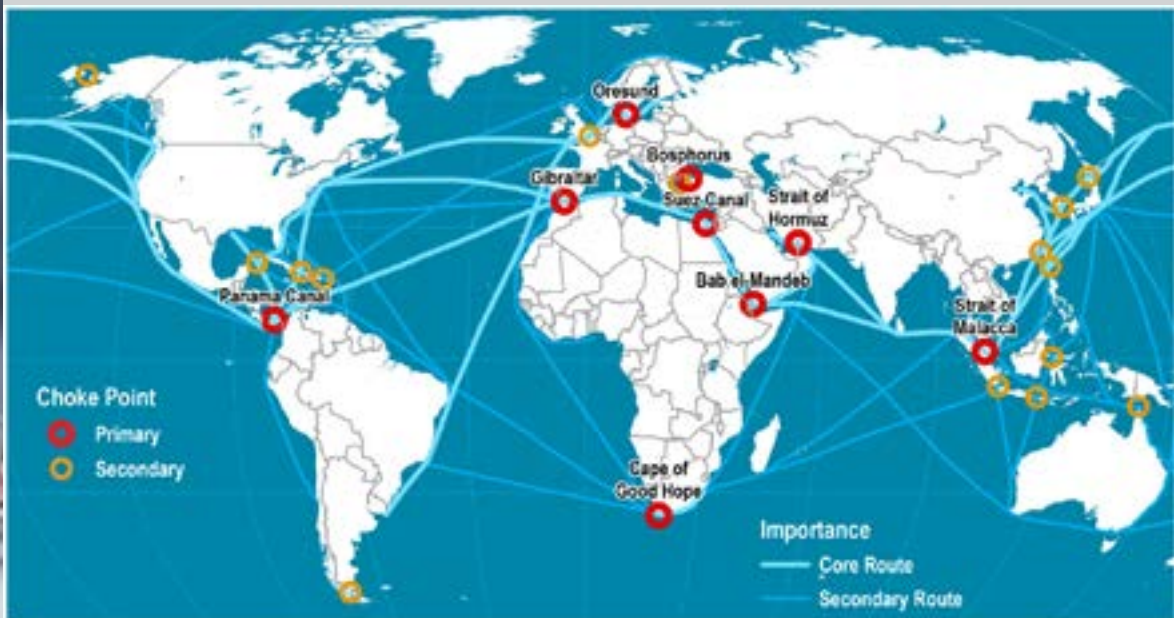 Oresund
Bosphorus
Gibraltar
Suez Canal
Strait of
Hormuz
Bab el-Mandeb
Panama Canal
Strait of
Malacca
Choke Point
Primary
Secondary
Cape of
Good Hope
Importance
Core Route
Secondary Route